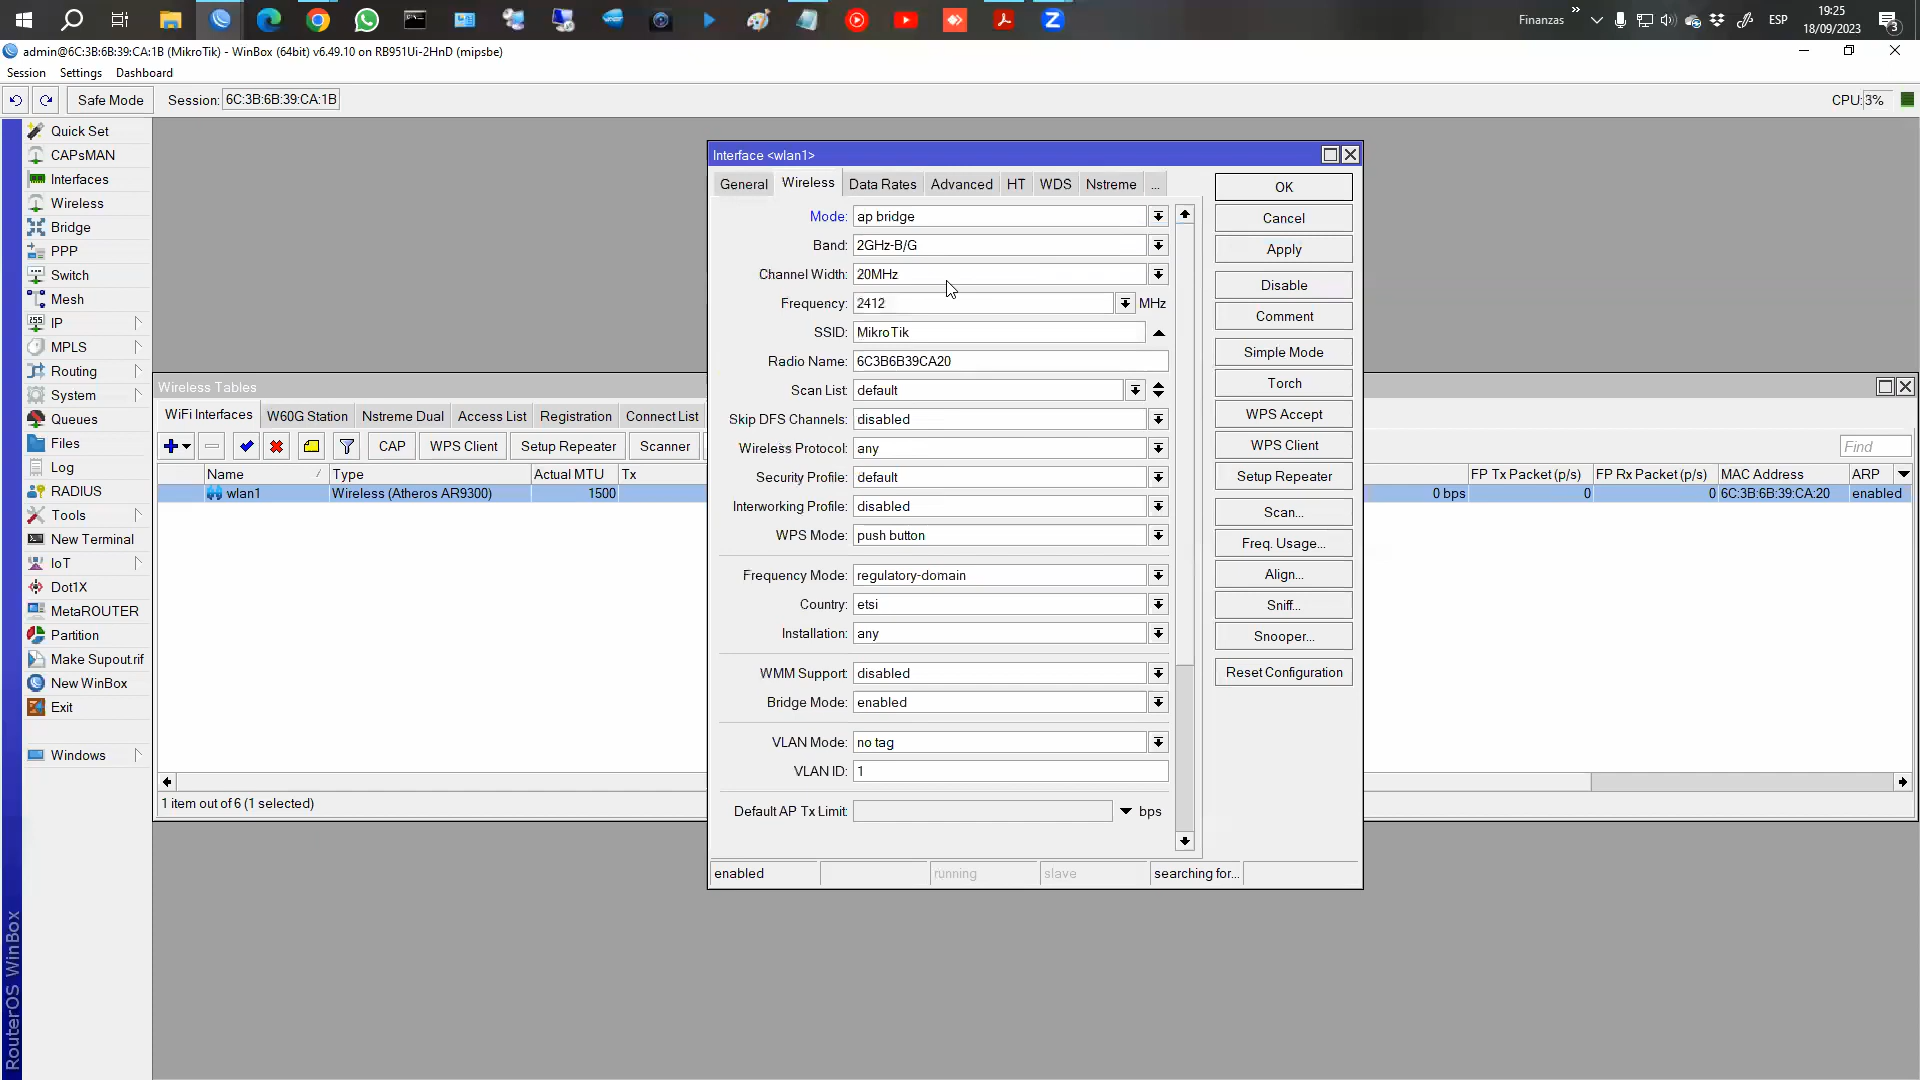 Finanzas
ESP
19:25
18/09/2023
3
admin@6C:3B:6B:39:CA:1B (MikroTik) - WinBox (64bit) v6.49.10 on RB951Ui-2HnD (mipsbe)
Session Settings Dashboard
Safe Mode Session: 6C:3B:6B:39:CA:1B CPU:3%
Quick Set
CAPsMAN
Interfaces
Wireless
Bridge
PPP
Switch
Mesh
IP
MPLS
Routing
System
Queues
Files
Log
RADIUS
Tools
New Terminal
IoT
Dot1X
MetaROUTER
Partition
Make Supout.rif
New WinBox
Exit
Windows
RouterOS WinBox
Wireless Tables
WiFi Interfaces W60G Station Nstreme Dual Access List Registration Connect List
CAP WPS Client Setup Repeater Scanner Find
Name Type Actual MTU Tx FP Tx Packet (p/s) FP Rx Packet (p/s) MAC Address ARP
wlan1 Wireless (Atheros AR9300) 1500 0 bps 0 0 6C:3B:6B:39:CA:20 enabled
1 item out of 6 (1 selected)
Interface <wlan1>
General Wireless Data Rates Advanced HT WDS Nstreme ...
Mode: ap bridge
Band: 2GHz-B/G
Channel Width: 20MHz
Frequency: 2412 MHz
SSID: MikroTik
Radio Name: 6C3B6B39CA20
Scan List: default
Skip DFS Channels: disabled
Wireless Protocol: any
Security Profile: default
Interworking Profile: disabled
WPS Mode: push button
Frequency Mode: regulatory-domain
Country: etsi
Installation: any
WMM Support: disabled
Bridge Mode: enabled
VLAN Mode: no tag
VLAN ID: 1
Default AP Tx Limit: bps
enabled running slave searching for...
OK
Cancel
Apply
Disable
Comment
Simple Mode
Torch
WPS Accept
WPS Client
Setup Repeater
Scan...
Freq. Usage...
Align...
Sniff...
Snooper...
Reset Configuration